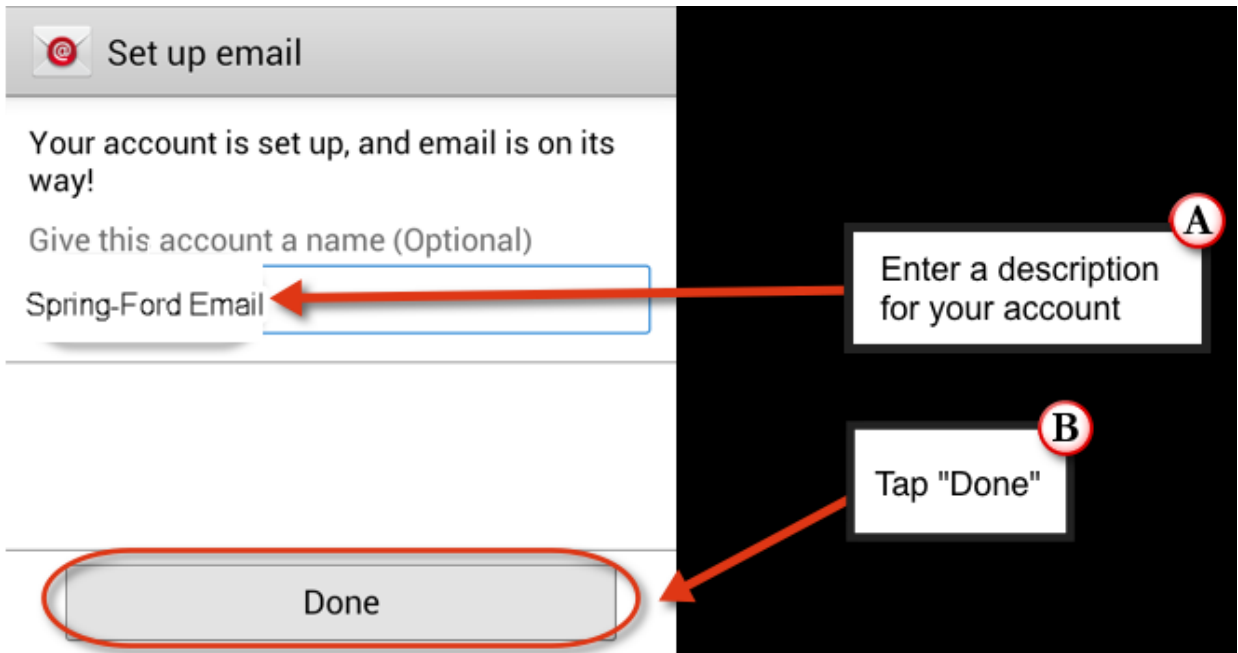 Set up email
Your account is set up, and email is on its
way!
Give this account a name (Optional)
Spring-Ford Email
A
Enter a description
for your account
B
Tap "Done"
Done